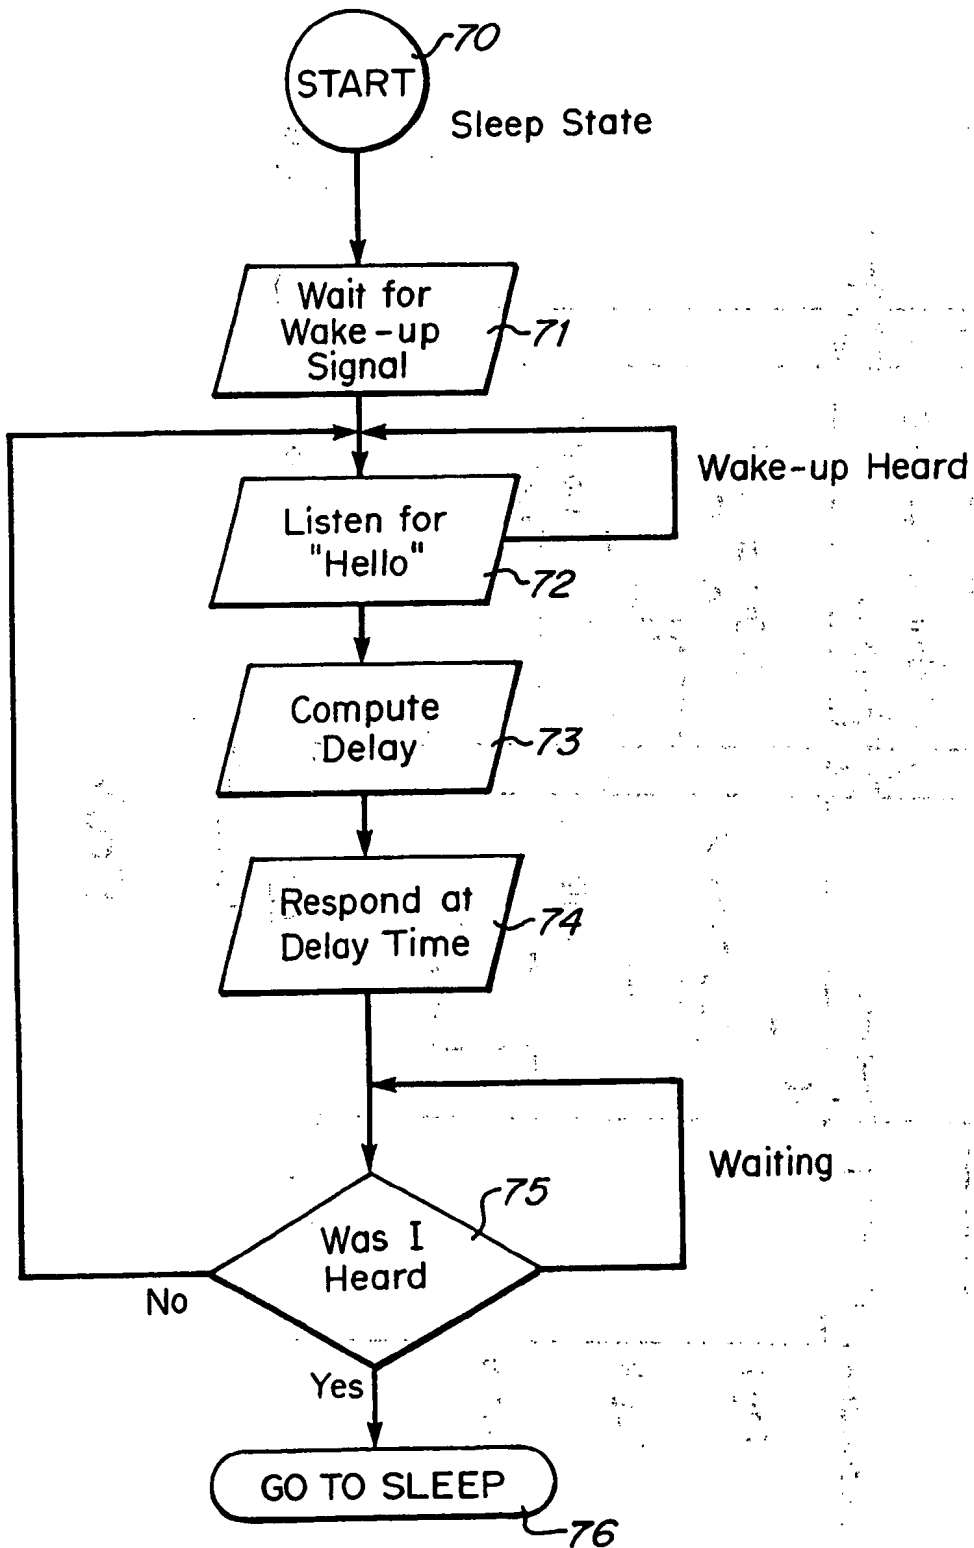 70
START
Sleep State
Wait for
Wake-up
Signal
71
Wake-up Heard
Listen for
"Hello"
72
Compute
Delay
73
Respond at
Delay Time
74
Waiting
75
Was I
Heard
No
Yes
GO TO SLEEP
76